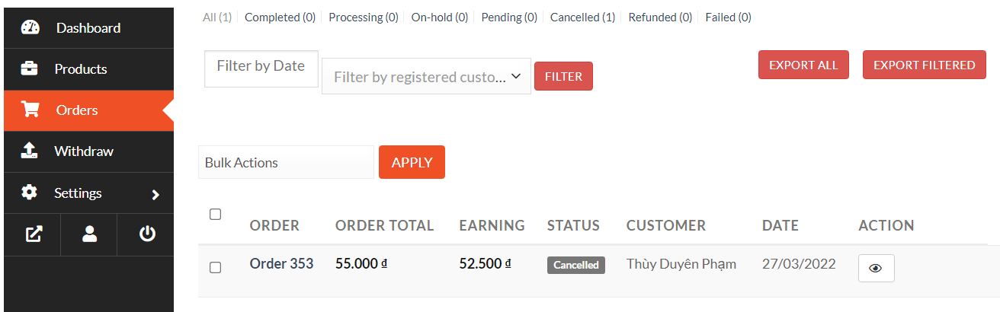 Dashboard
Products
Orders
Withdraw
Settings
All (1) Completed (0) Processing (0) On-hold (0) Pending (0) Cancelled (1) Refunded (0) Failed (0)
Filter by Date
Filter by registered custo...
FILTER
EXPORT ALL
EXPORT FILTERED
Bulk Actions
APPLY
ORDER ORDER TOTAL EARNING STATUS CUSTOMER DATE ACTION
Order 353 55.000 ₫ 52.500 ₫ Cancelled Thùy Duyên Phạm 27/03/2022